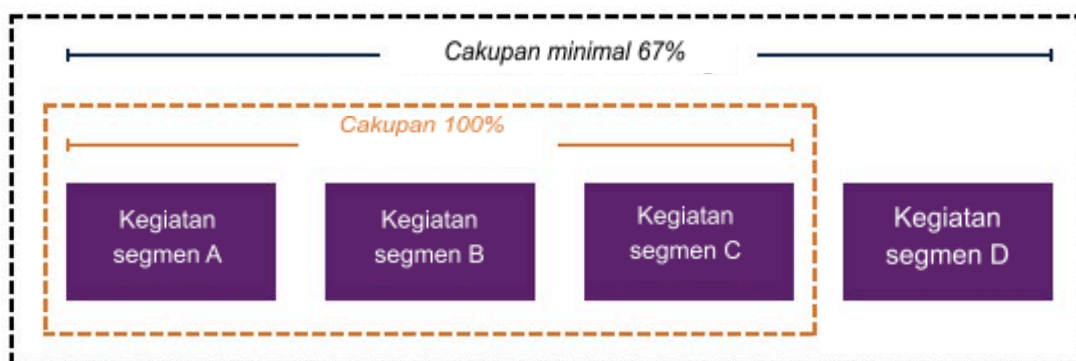 Cakupan minimal 67%
Cakupan 100%
Kegiatan
segmen A
Kegiatan
segmen B
Kegiatan
segmen C
Kegiatan
segmen D